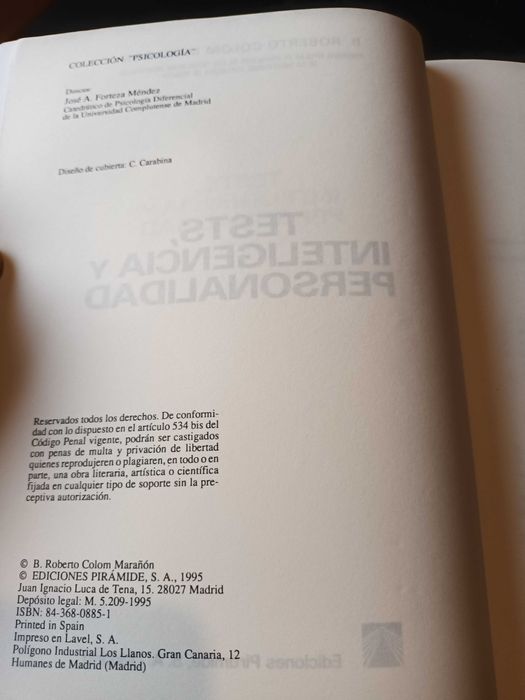 COLECCIÓN "PSICOLOGÍA"
Director
José A. Forteza Méndez
Catedrático de Psicología Diferencial
de la Universidad Complutense de Madrid
Diseño de cubierta: C. Carabina
TESTS,
INTELIGENCIA Y
PERSONALIDAD
Reservados todos los derechos. De conformi-
dad con lo dispuesto en el artículo 534 bis del
Código Penal vigente, podrán ser castigados
con penas de multa y privación de libertad
quienes reprodujeren o plagiaren, en todo o en
parte, una obra literaria, artística o científica
fijada en cualquier tipo de soporte sin la pre-
ceptiva autorización.
© B. Roberto Colom Marañón
© EDICIONES PIRÁMIDE, S. A., 1995
Juan Ignacio Luca de Tena, 15. 28027 Madrid
Depósito legal: M. 5.209-1995
ISBN: 84-368-0885-1
Printed in Spain
Impreso en Lavel, S. A.
Polígono Industrial Los Llanos. Gran Canaria, 12
Humanes de Madrid (Madrid)
Ediciones Pirámide